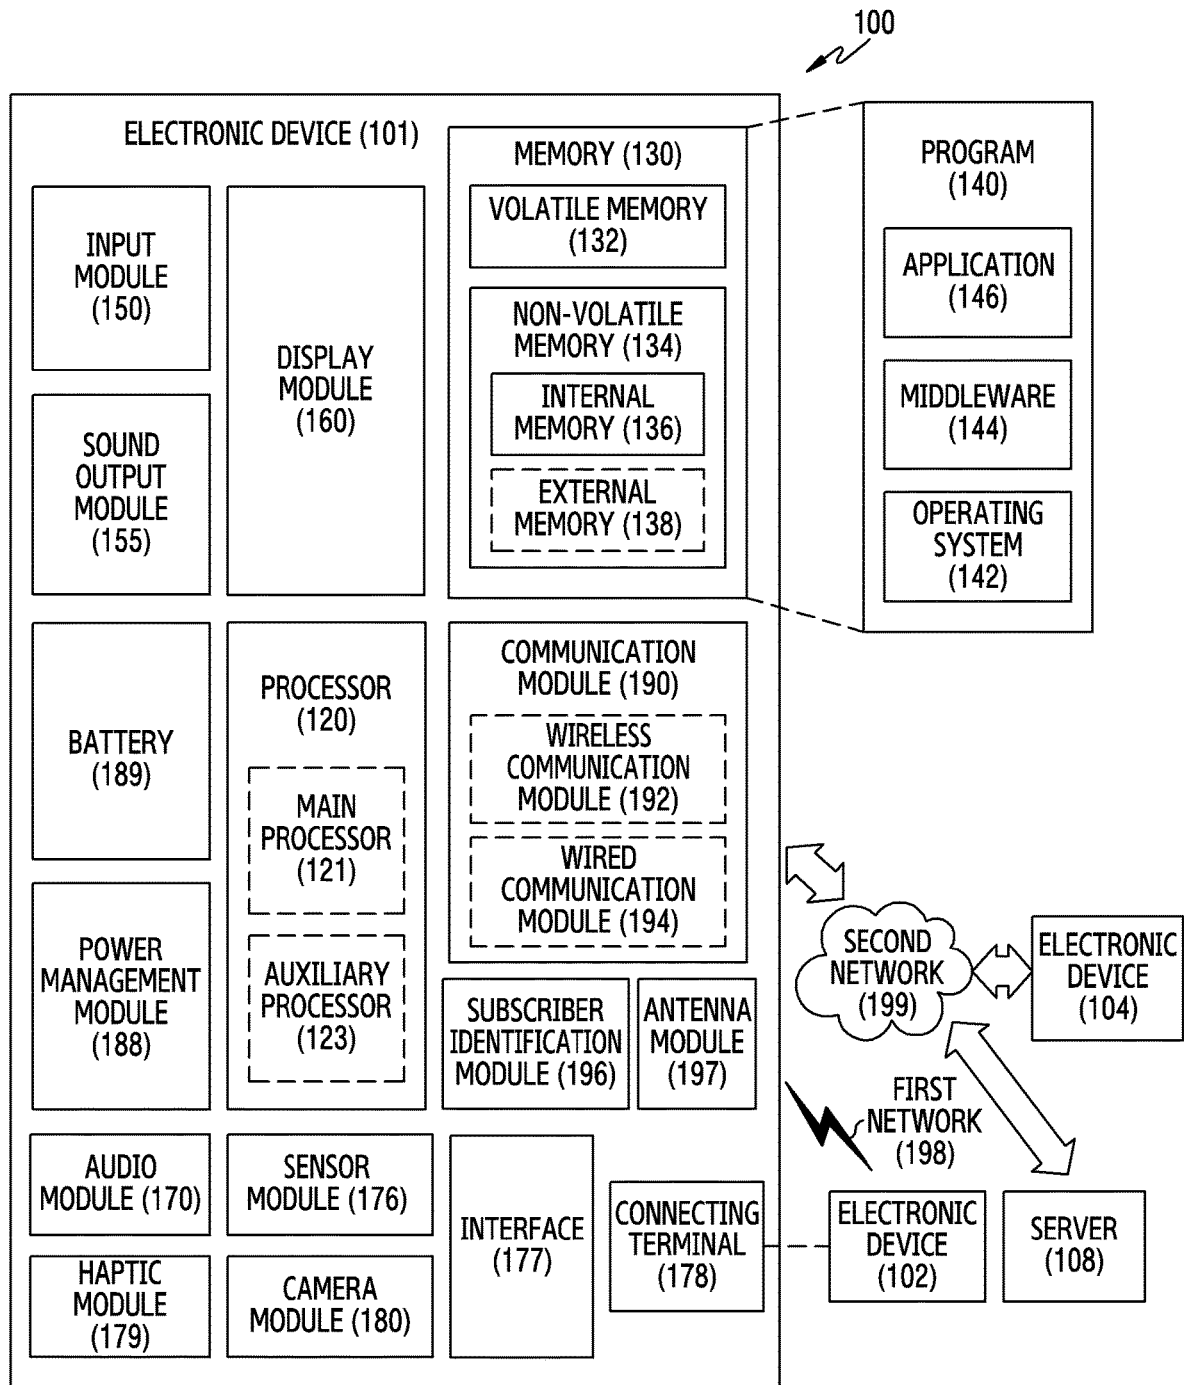 100
ELECTRONIC DEVICE (101)
INPUT
MODULE
(150)
SOUND
OUTPUT
MODULE
(155)
DISPLAY
MODULE
(160)
MEMORY (130)
VOLATILE MEMORY
(132)
NON-VOLATILE
MEMORY (134)
INTERNAL
MEMORY (136)
EXTERNAL
MEMORY (138)
PROGRAM
(140)
APPLICATION
(146)
MIDDLEWARE
(144)
OPERATING
SYSTEM
(142)
BATTERY
(189)
POWER
MANAGEMENT
MODULE
(188)
PROCESSOR
(120)
MAIN
PROCESSOR
(121)
AUXILIARY
PROCESSOR
(123)
COMMUNICATION
MODULE (190)
WIRELESS
COMMUNICATION
MODULE (192)
WIRED
COMMUNICATION
MODULE (194)
SUBSCRIBER
IDENTIFICATION
MODULE (196)
ANTENNA
MODULE
(197)
SECOND
NETWORK
(199)
ELECTRONIC
DEVICE
(104)
FIRST
NETWORK
(198)
AUDIO
MODULE (170)
SENSOR
MODULE (176)
HAPTIC
MODULE
(179)
CAMERA
MODULE (180)
INTERFACE
(177)
CONNECTING
TERMINAL
(178)
ELECTRONIC
DEVICE
(102)
SERVER
(108)